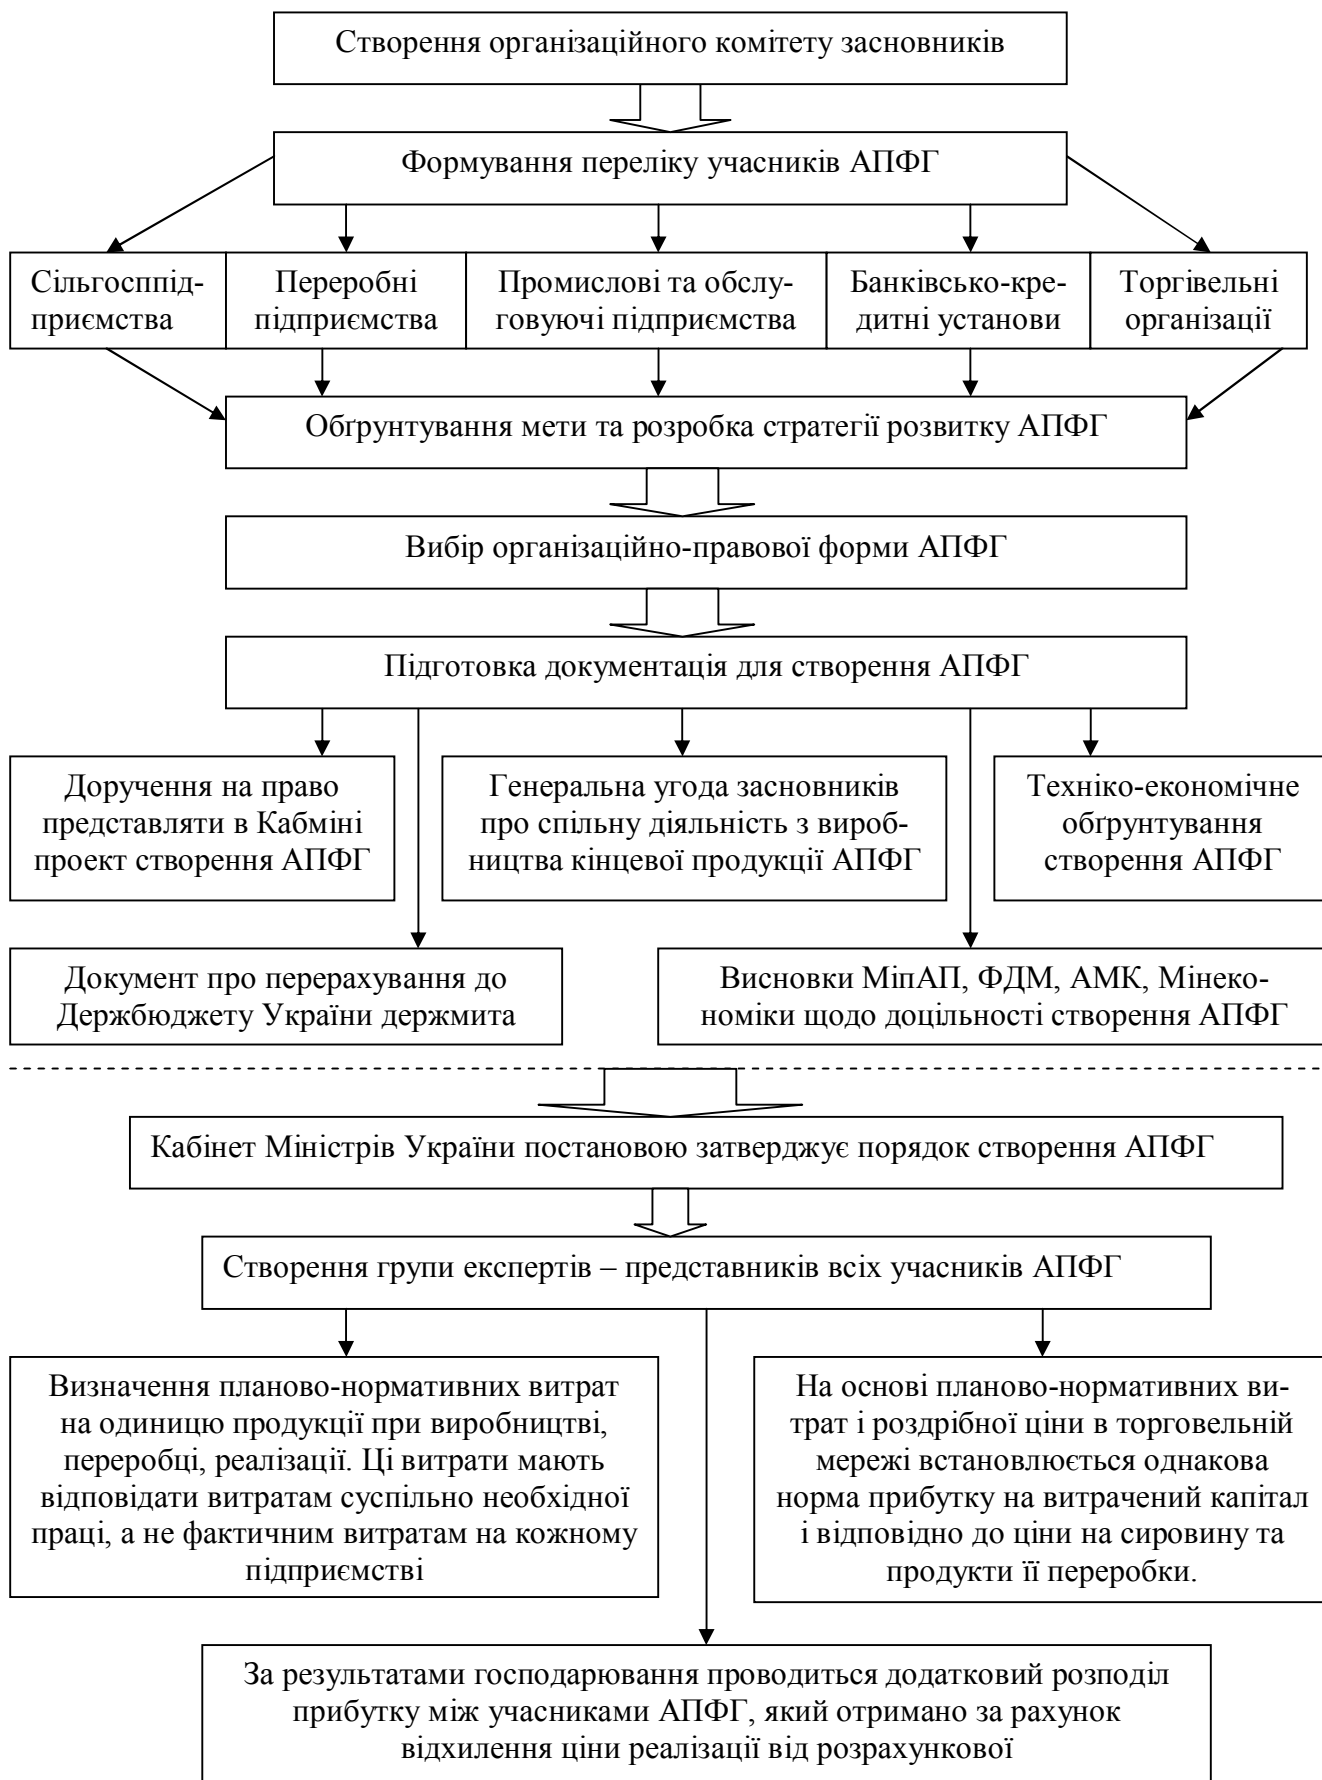 Створення організаційного комітету засновників
Формування переліку учасників АПФГ
Сільгосппід-
приємства
Переробні
підприємства
Промислові та обслу-
говуючі підприємства
Банківсько-кре-
дитні установи
Торгівельні
організації
Обґрунтування мети та розробка стратегії розвитку АПФГ
Вибір організаційно-правової форми АПФГ
Підготовка документація для створення АПФГ
Доручення на право
представляти в Кабміні
проект створення АПФГ
Генеральна угода засновників
про спільну діяльність з вироб-
ництва кінцевої продукції АПФГ
Техніко-економічне
обґрунтування
створення АПФГ
Документ про перерахування до
Держбюджету України держмита
Висновки МіпАП, ФДМ, АМК, Мінеко-
номіки щодо доцільності створення АПФГ
Кабінет Міністрів України постановою затверджує порядок створення АПФГ
Створення групи експертів – представників всіх учасників АПФГ
Визначення планово-нормативних витрат
на одиницю продукції при виробництві,
переробці, реалізації. Ці витрати мають
відповідати витратам суспільно необхідної
праці, а не фактичним витратам на кожному
підприємстві
На основі планово-нормативних ви-
трат і роздрібної ціни в торговельній
мережі встановлюється однакова
норма прибутку на витрачений капітал
і відповідно до ціни на сировину та
продукти її переробки.
За результатами господарювання проводиться додатковий розподіл
прибутку між учасниками АПФГ, який отримано за рахунок
відхилення ціни реалізації від розрахункової